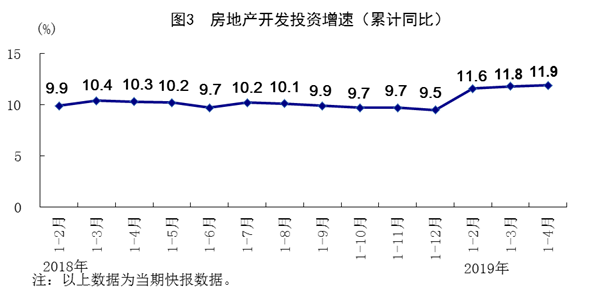 图3 房地产开发投资增速（累计同比）
(%)
15
10
5
0
9.9 10.4 10.3 10.2 9.7 10.2 10.1 9.9 9.7 9.7 9.5 11.6 11.8 11.9
1-2月 1-3月 1-4月 1-5月 1-6月 1-7月 1-8月 1-9月 1-10月 1-11月 1-12月 1-2月 1-3月 1-4月
2018年 2019年
注：以上数据为当期快报数据。